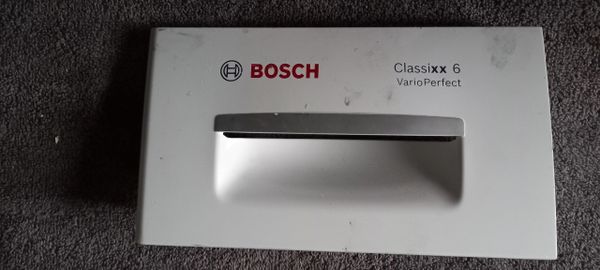 BOSCH
Classixx 6
VarioPerfect